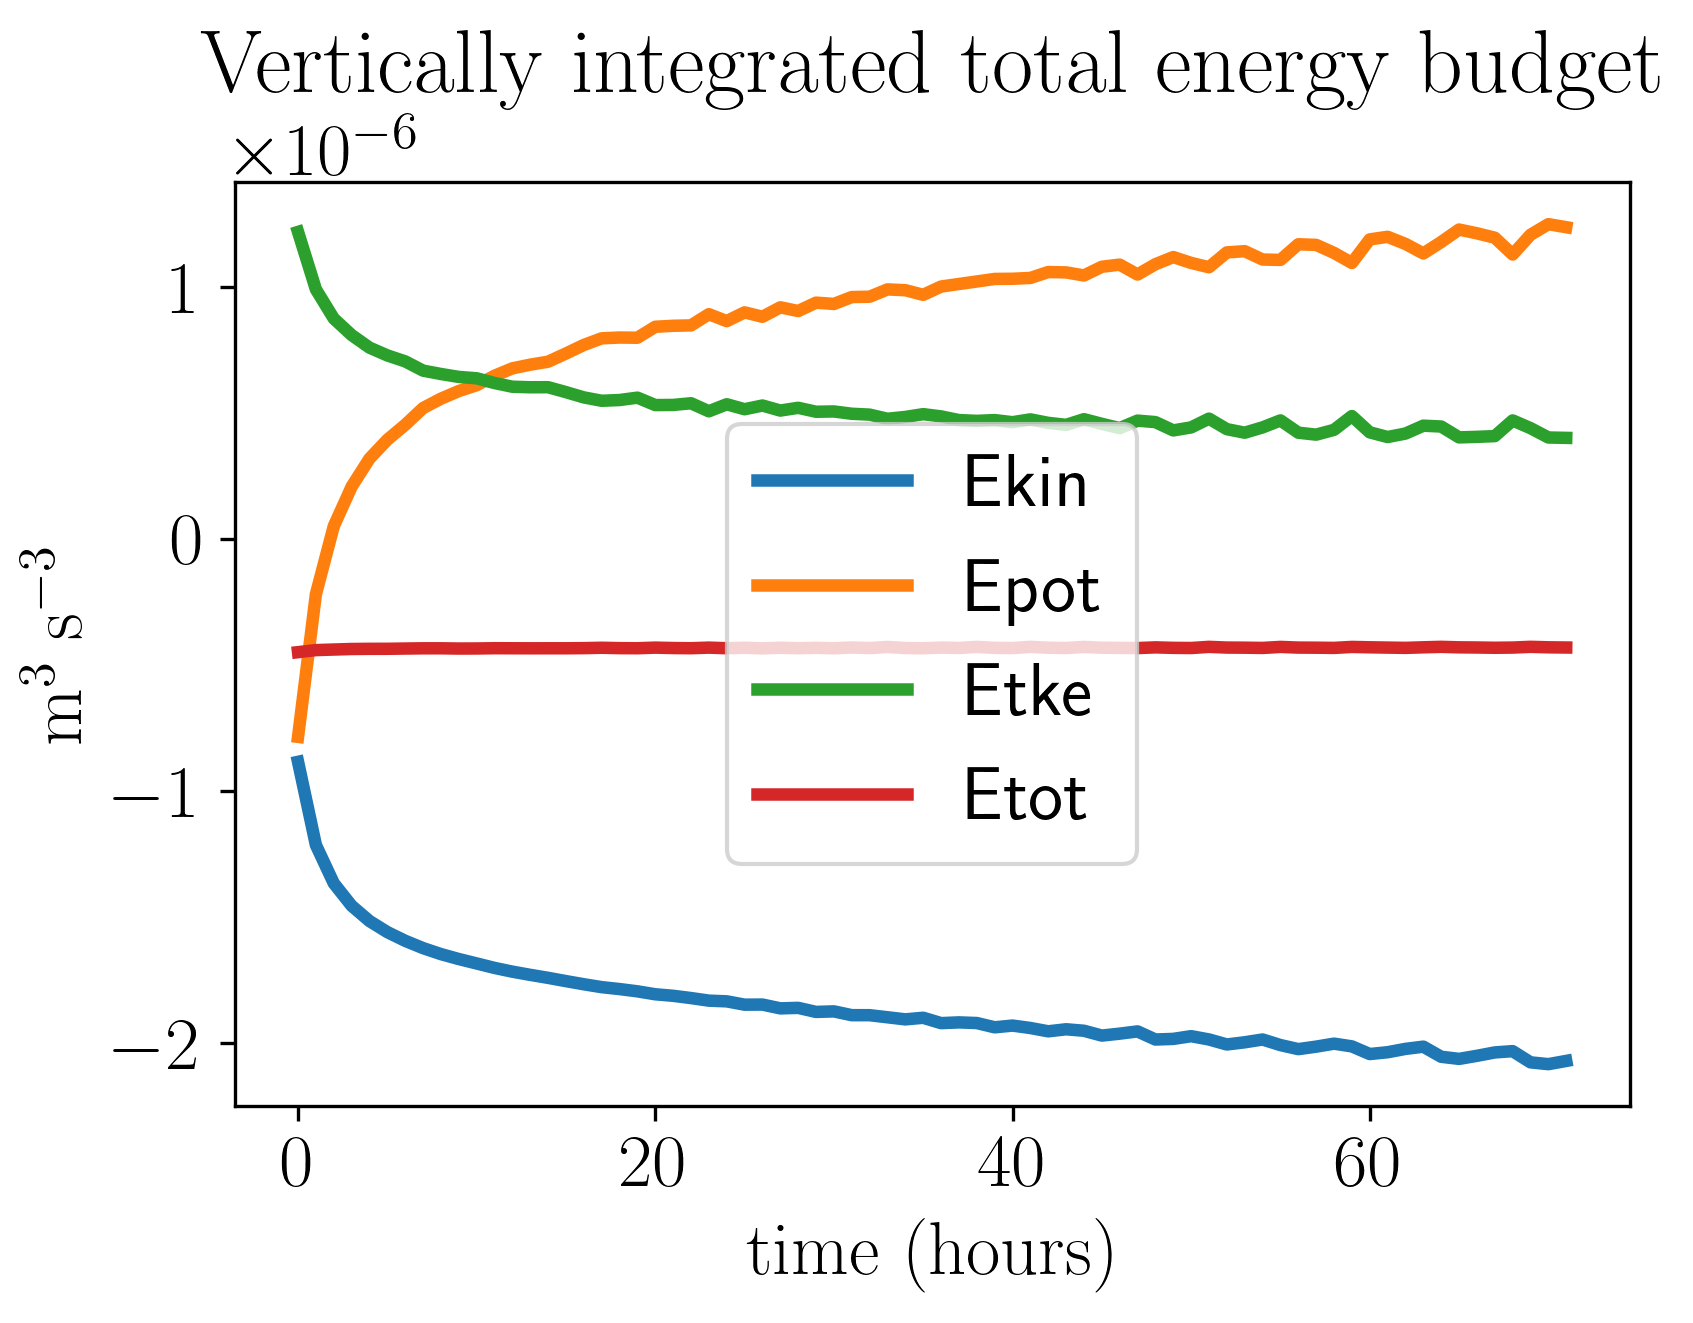 Vertically integrated total energy budget
×10⁻⁶
1
0
−1
−2
m³ s⁻³
Ekin
Epot
Etke
Etot
0 20 40 60
time (hours)